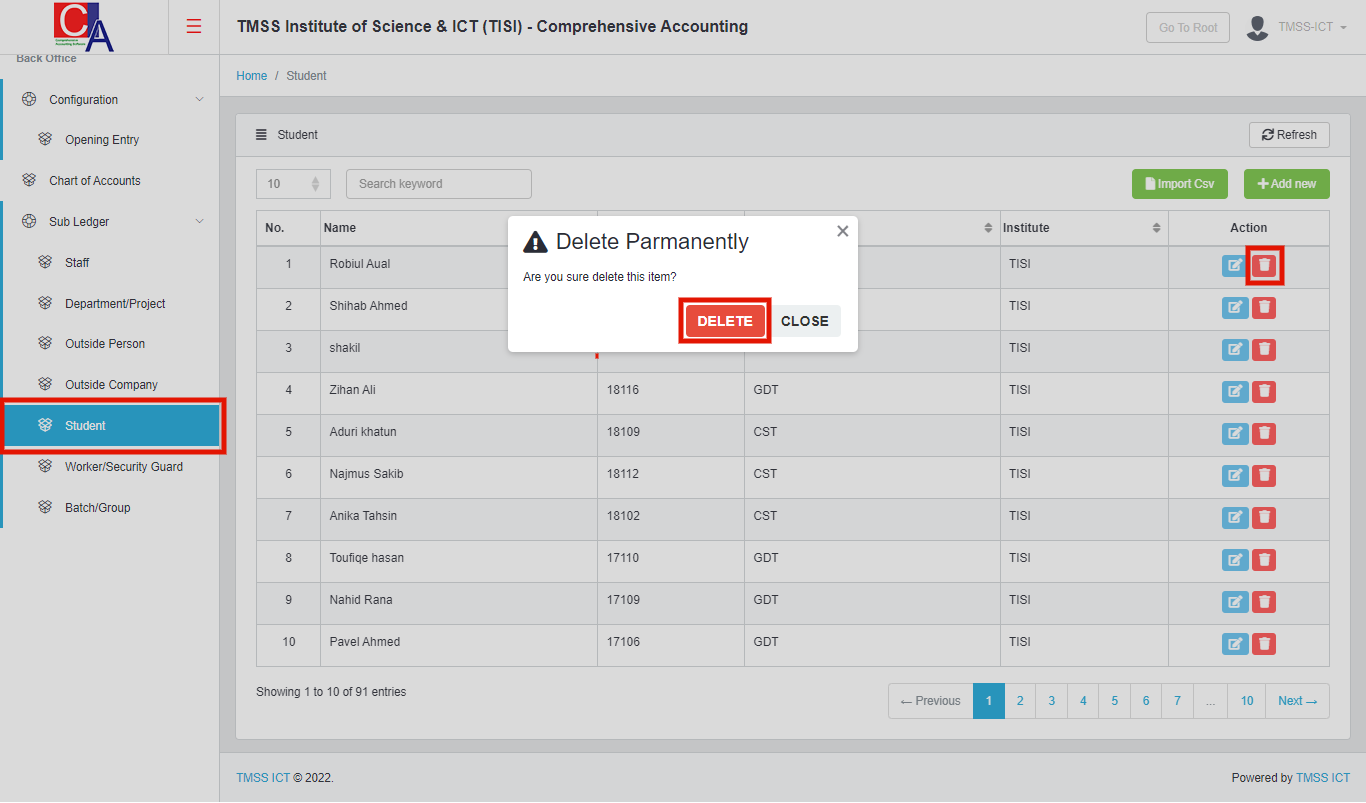 CA
TMSS Institute of Science & ICT (TISI) - Comprehensive Accounting
Go To Root
TMSS-ICT
Back Office
Configuration
Opening Entry
Chart of Accounts
Sub Ledger
Staff
Department/Project
Outside Person
Outside Company
Student
Worker/Security Guard
Batch/Group
Home / Student
Student
Refresh
10
Search keyword
Import Csv
Add new
No. Name Institute Action
1 Robiul Aual TISI
2 Shihab Ahmed TISI
3 shakil TISI
4 Zihan Ali 18116 GDT TISI
5 Aduri khatun 18109 CST TISI
6 Najmus Sakib 18112 CST TISI
7 Anika Tahsin 18102 CST TISI
8 Toufiqe hasan 17110 GDT TISI
9 Nahid Rana 17109 GDT TISI
10 Pavel Ahmed 17106 GDT TISI
Delete Parmanently
Are you sure delete this item?
DELETE CLOSE
Showing 1 to 10 of 91 entries
← Previous 1 2 3 4 5 6 7 ... 10 Next →
TMSS ICT © 2022.
Powered by TMSS ICT